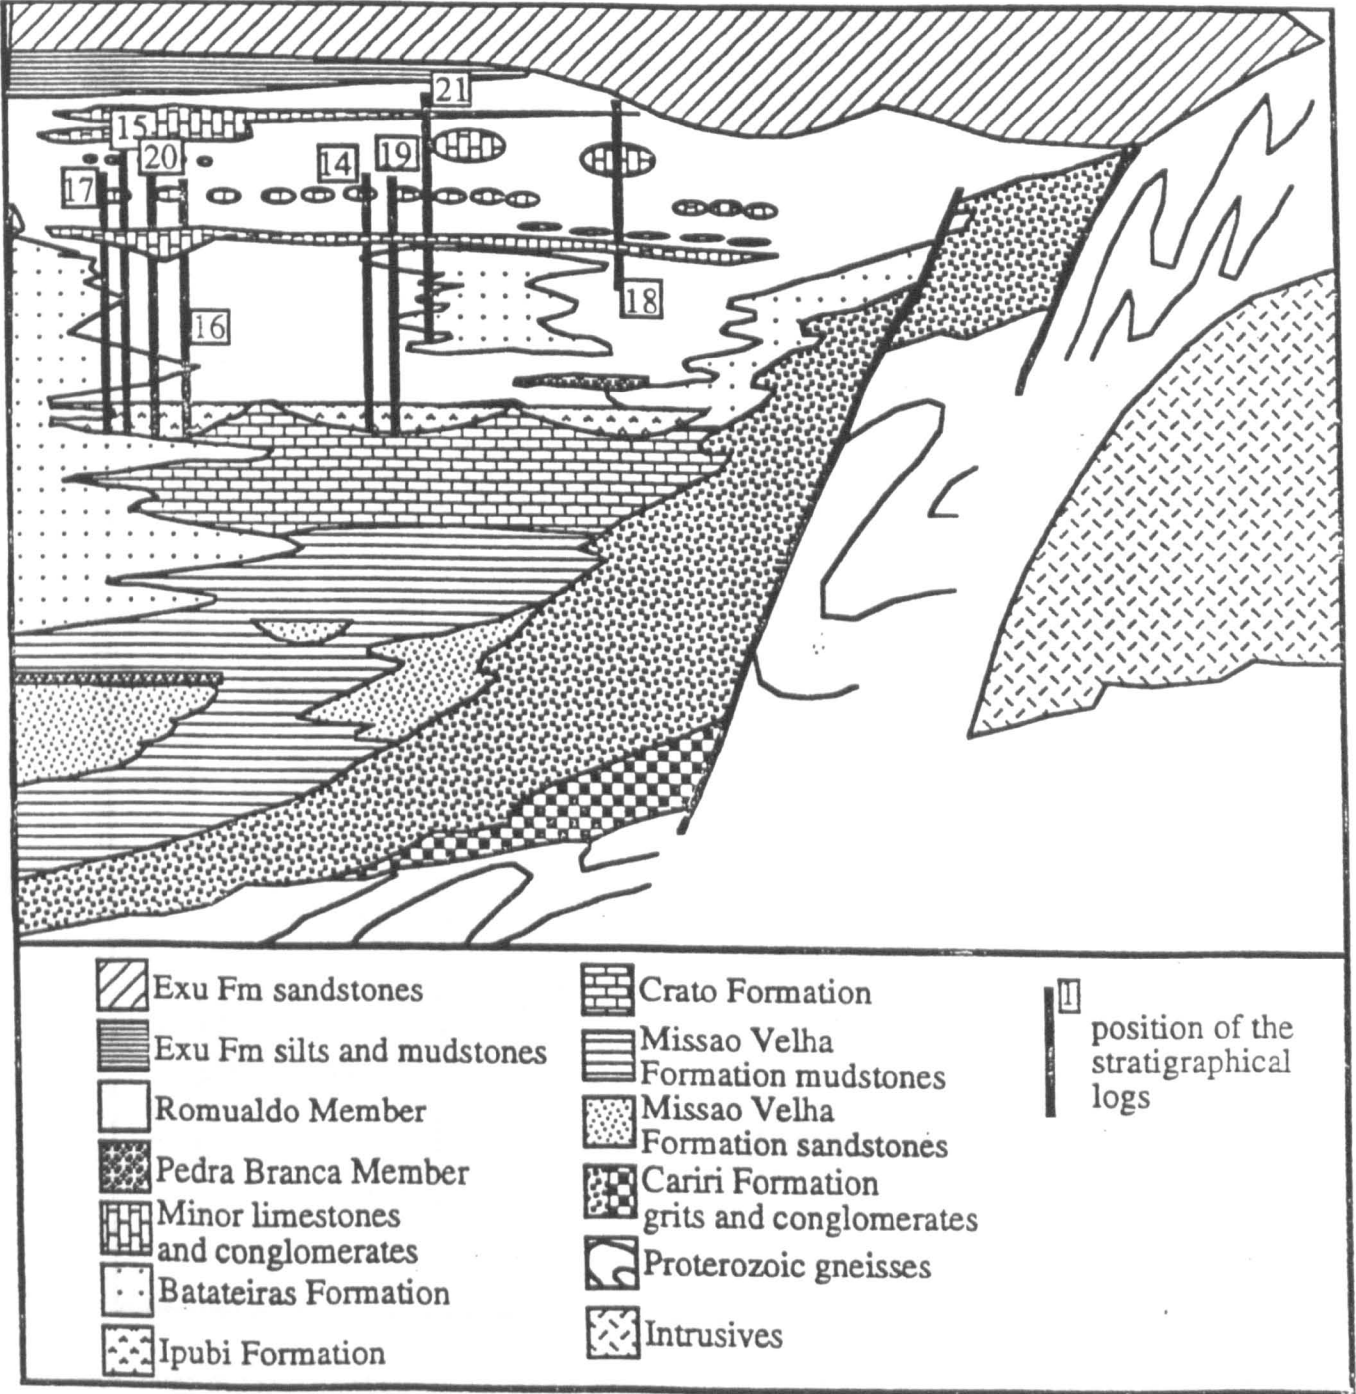 21
15
20
14
19
17
18
16
Exu Fm sandstones
Exu Fm silts and mudstones
Romualdo Member
Pedra Branca Member
Minor limestones
and conglomerates
Batateiras Formation
Ipubi Formation
Crato Formation
Missao Velha
Formation mudstones
Missao Velha
Formation sandstones
Cariri Formation
grits and conglomerates
Proterozoic gneisses
Intrusives
1
position of the
stratigraphical
logs